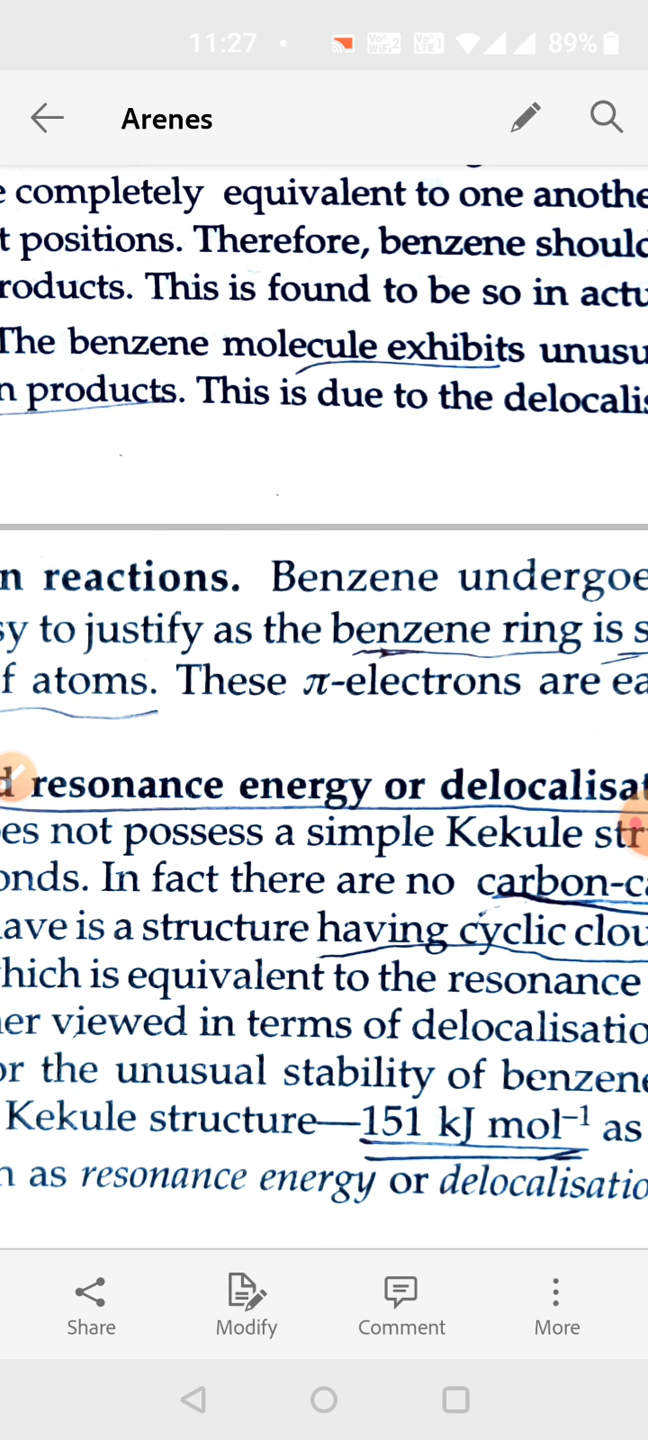 11:27
89%
Arenes
completely equivalent to one anothe
t positions. Therefore, benzene should
roducts. This is found to be so in actu
The benzene molecule exhibits unusu
n products. This is due to the delocalis
n reactions. Benzene undergoe
sy to justify as the benzene ring is s
f atoms. These π-electrons are ea
d resonance energy or delocalisat
es not possess a simple Kekule str
onds. In fact there are no carbon-ca
ave is a structure having cyclic clou
hich is equivalent to the resonance
er viewed in terms of delocalisatio
or the unusual stability of benzene
Kekule structure—151 kJ mol⁻¹ as
n as resonance energy or delocalisatio
Share Modify Comment More